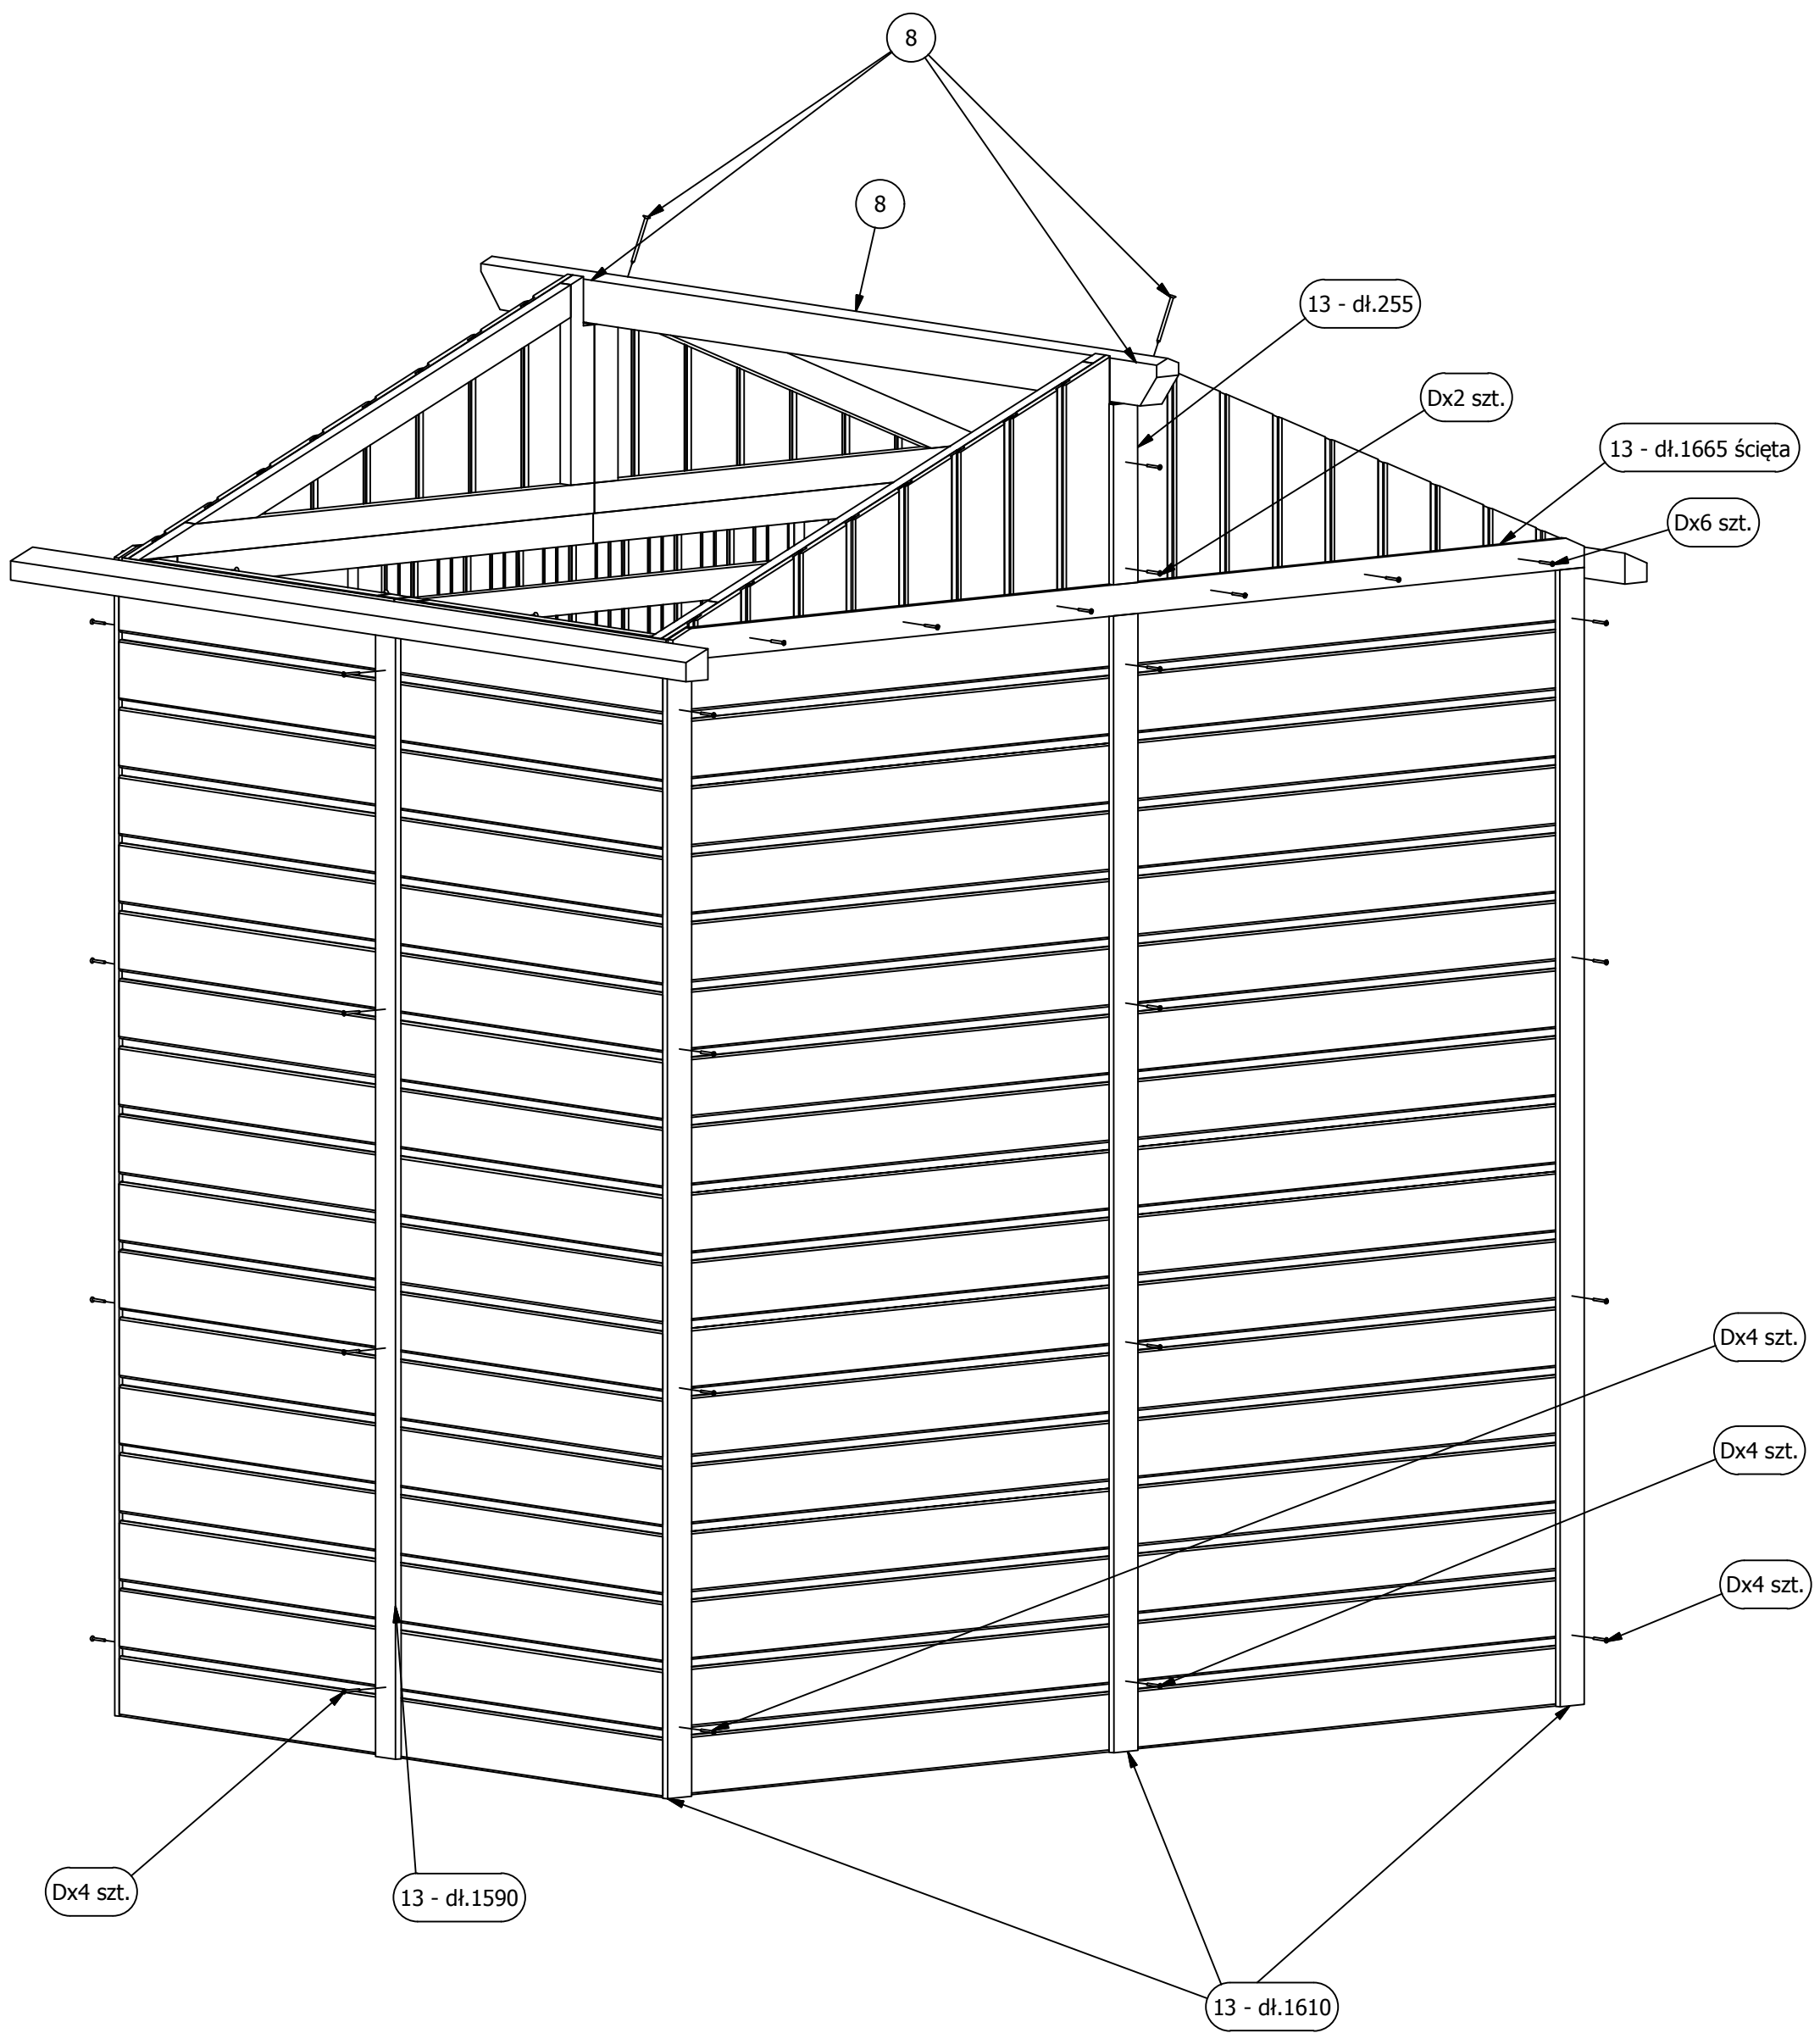 8
8
13 - dł.255
Dx2 szt.
13 - dł.1665 ścięta
Dx6 szt.
Dx4 szt.
Dx4 szt.
Dx4 szt.
Dx4 szt.
13 - dł.1590
13 - dł.1610